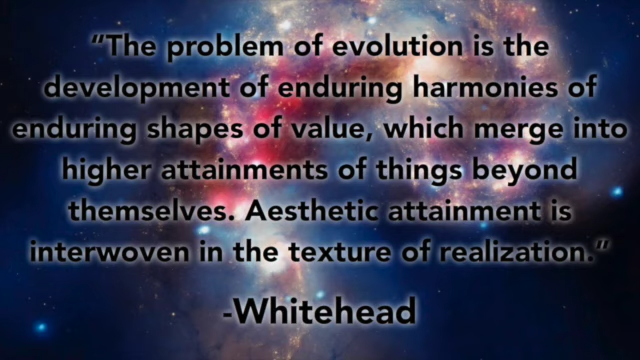 “The problem of evolution is the
development of enduring harmonies of
enduring shapes of value, which merge into
higher attainments of things beyond
themselves. Aesthetic attainment is
interwoven in the texture of realization.”
-Whitehead